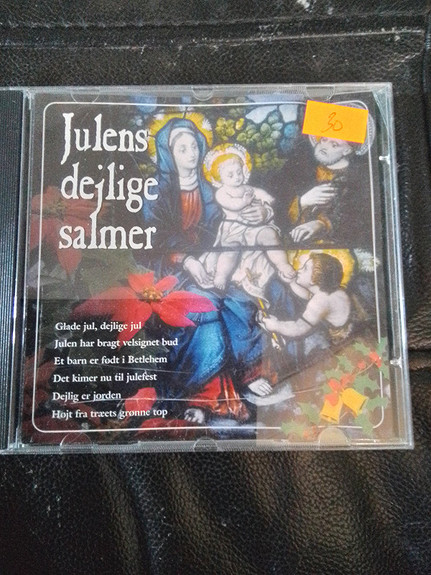 Julens
dejlige
salmer
30
Glade jul, dejlige jul
Julen har bragt velsignet bud
Et barn er født i Betlehem
Det kimer nu til julefest
Dejlig er jorden
Højt fra træets grønne top